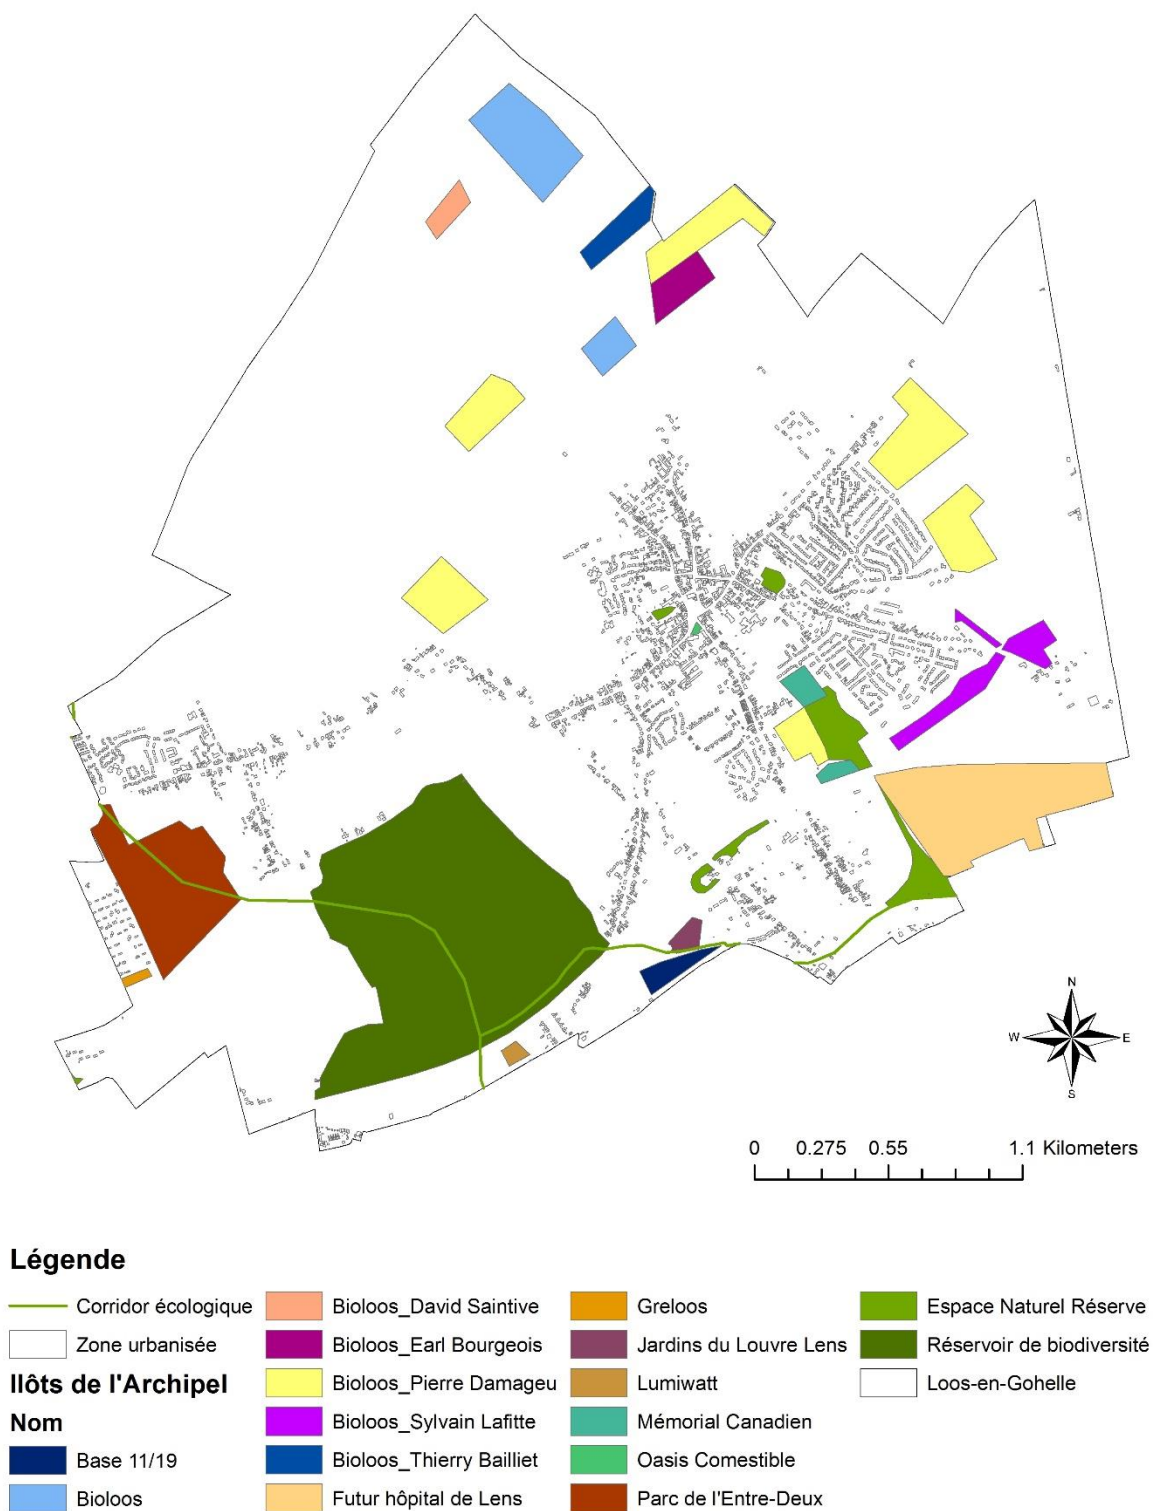 N
W E
S
0 0.275 0.55 1.1 Kilometers
Légende
Corridor écologique
Zone urbanisée
Ilôts de l'Archipel
Nom
Base 11/19
Bioloos
Bioloos_David Saintive
Bioloos_Earl Bourgeois
Bioloos_Pierre Damageu
Bioloos_Sylvain Lafitte
Bioloos_Thierry Bailliet
Futur hôpital de Lens
Greloos
Jardins du Louvre Lens
Lumiwatt
Mémorial Canadien
Oasis Comestible
Parc de l'Entre-Deux
Espace Naturel Réserve
Réservoir de biodiversité
Loos-en-Gohelle